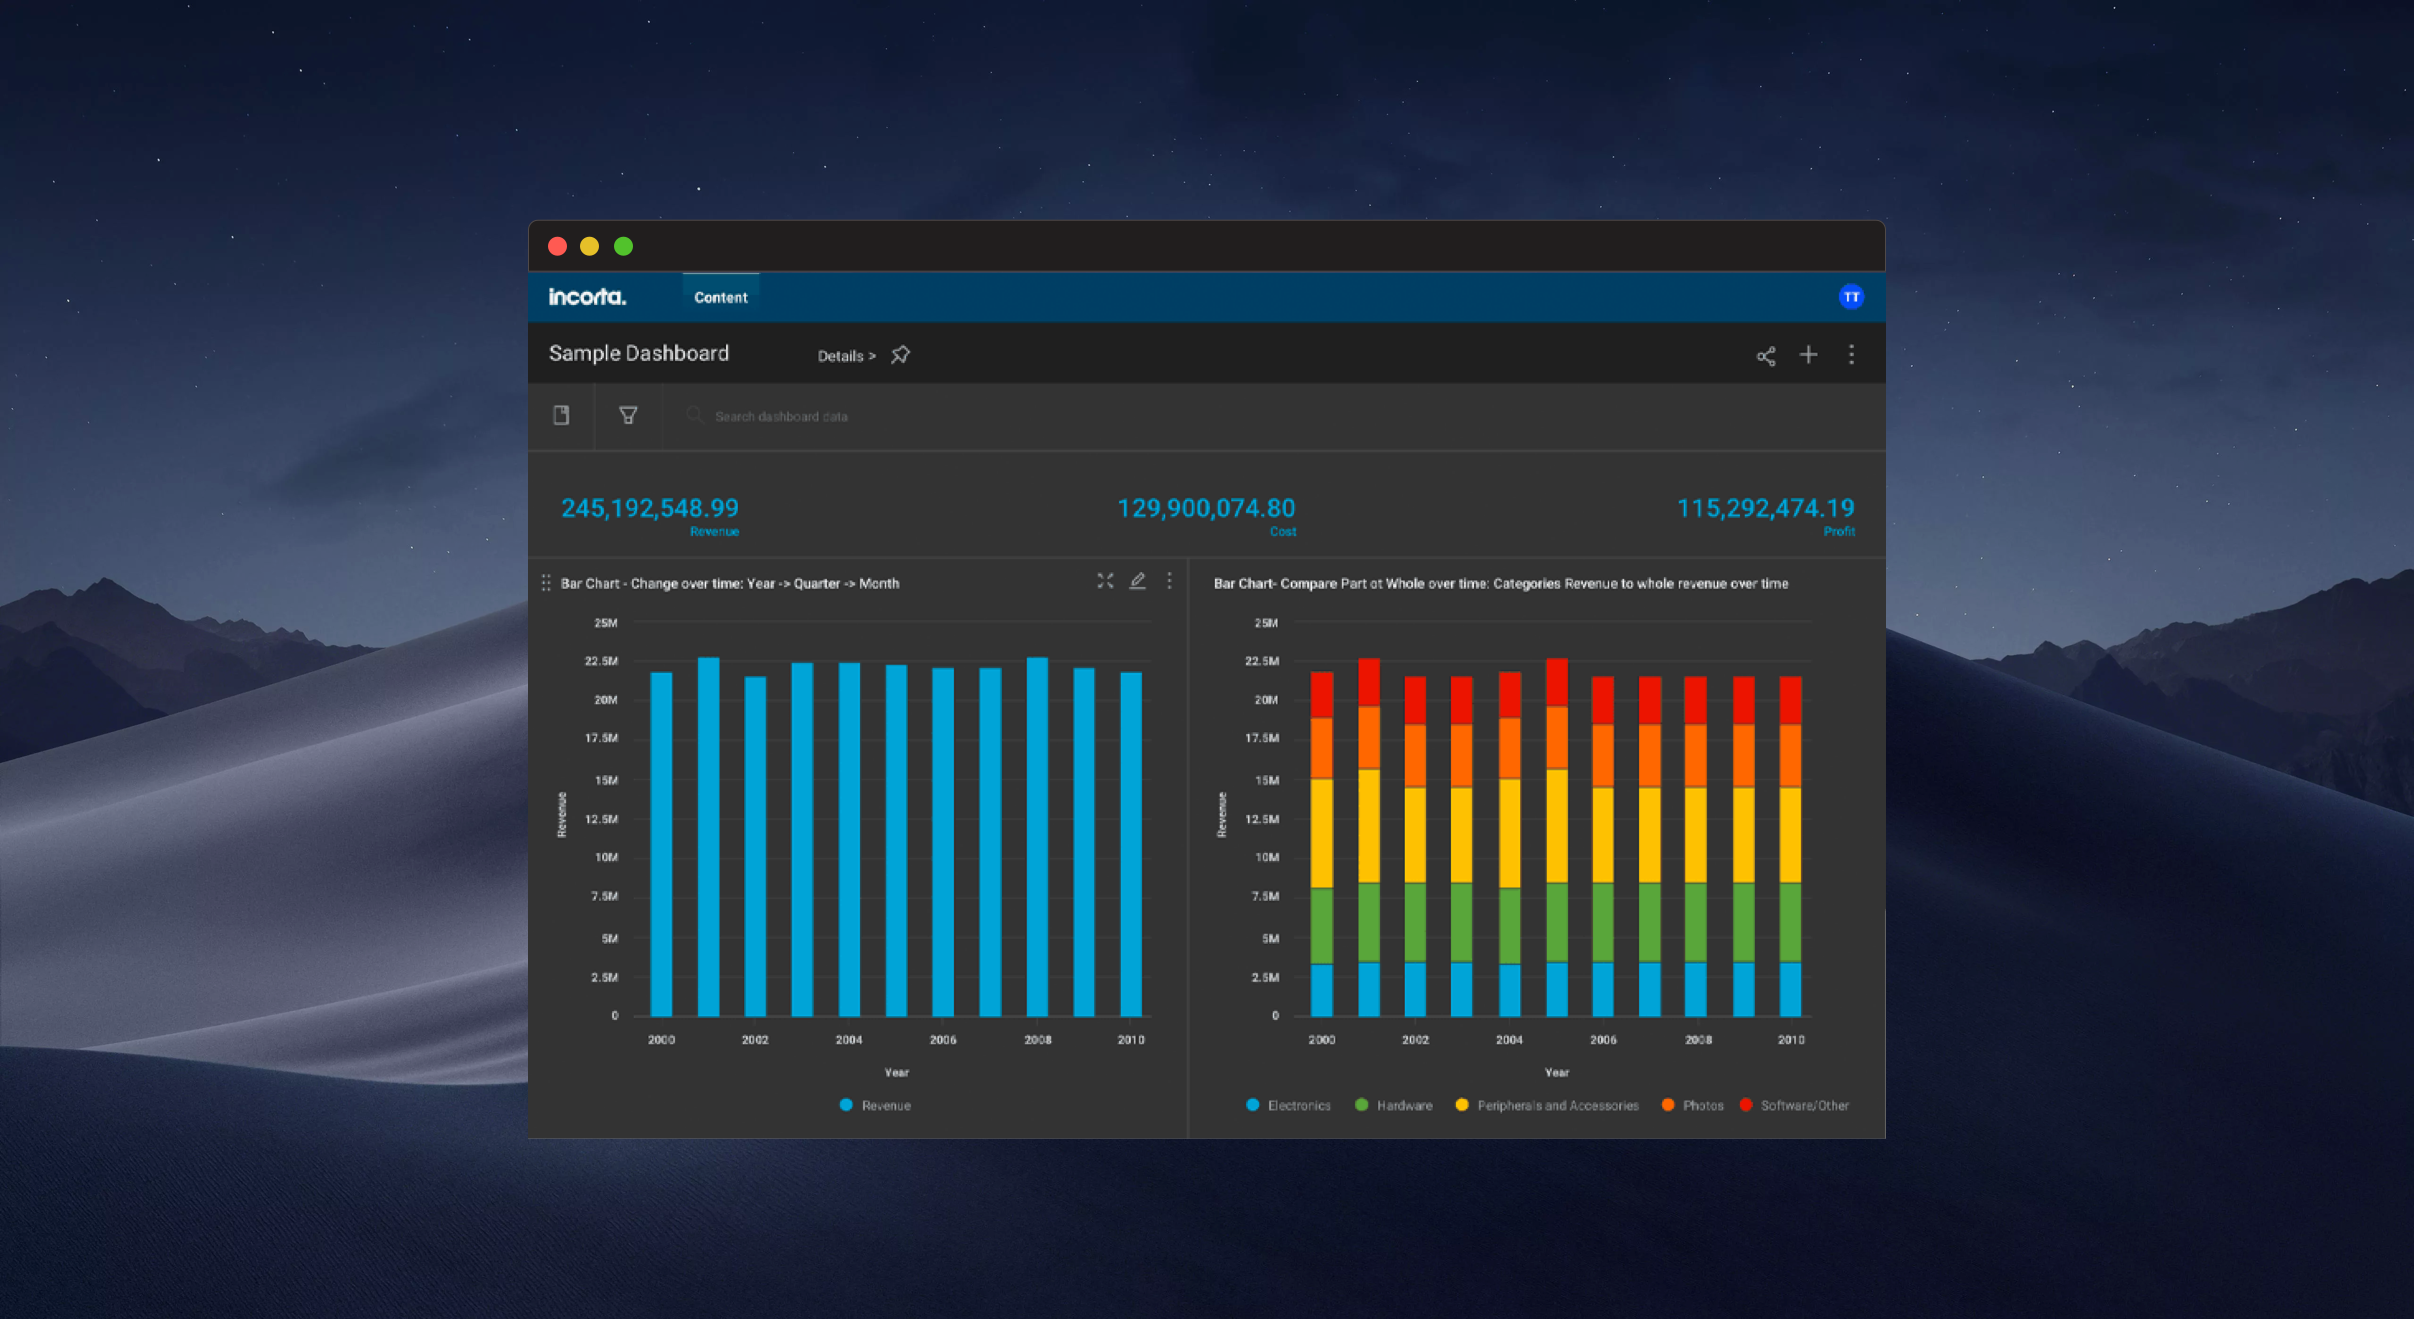 incorta.
Content
TT
Sample Dashboard
Details >
Search dashboard data
245,192,548.99
Revenue
129,900,074.80
Cost
115,292,474.19
Profit
Bar Chart - Change over time: Year -> Quarter -> Month
25M
22.5M
20M
17.5M
15M
12.5M
10M
7.5M
5M
2.5M
0
Revenue
2000 2002 2004 2006 2008 2010
Year
Revenue
Bar Chart- Compare Part ot Whole over time: Categories Revenue to whole revenue over time
25M
22.5M
20M
17.5M
15M
12.5M
10M
7.5M
5M
2.5M
0
Revenue
2000 2002 2004 2006 2008 2010
Year
Electronics Hardware Peripherals and Accessories Photos Software/Other